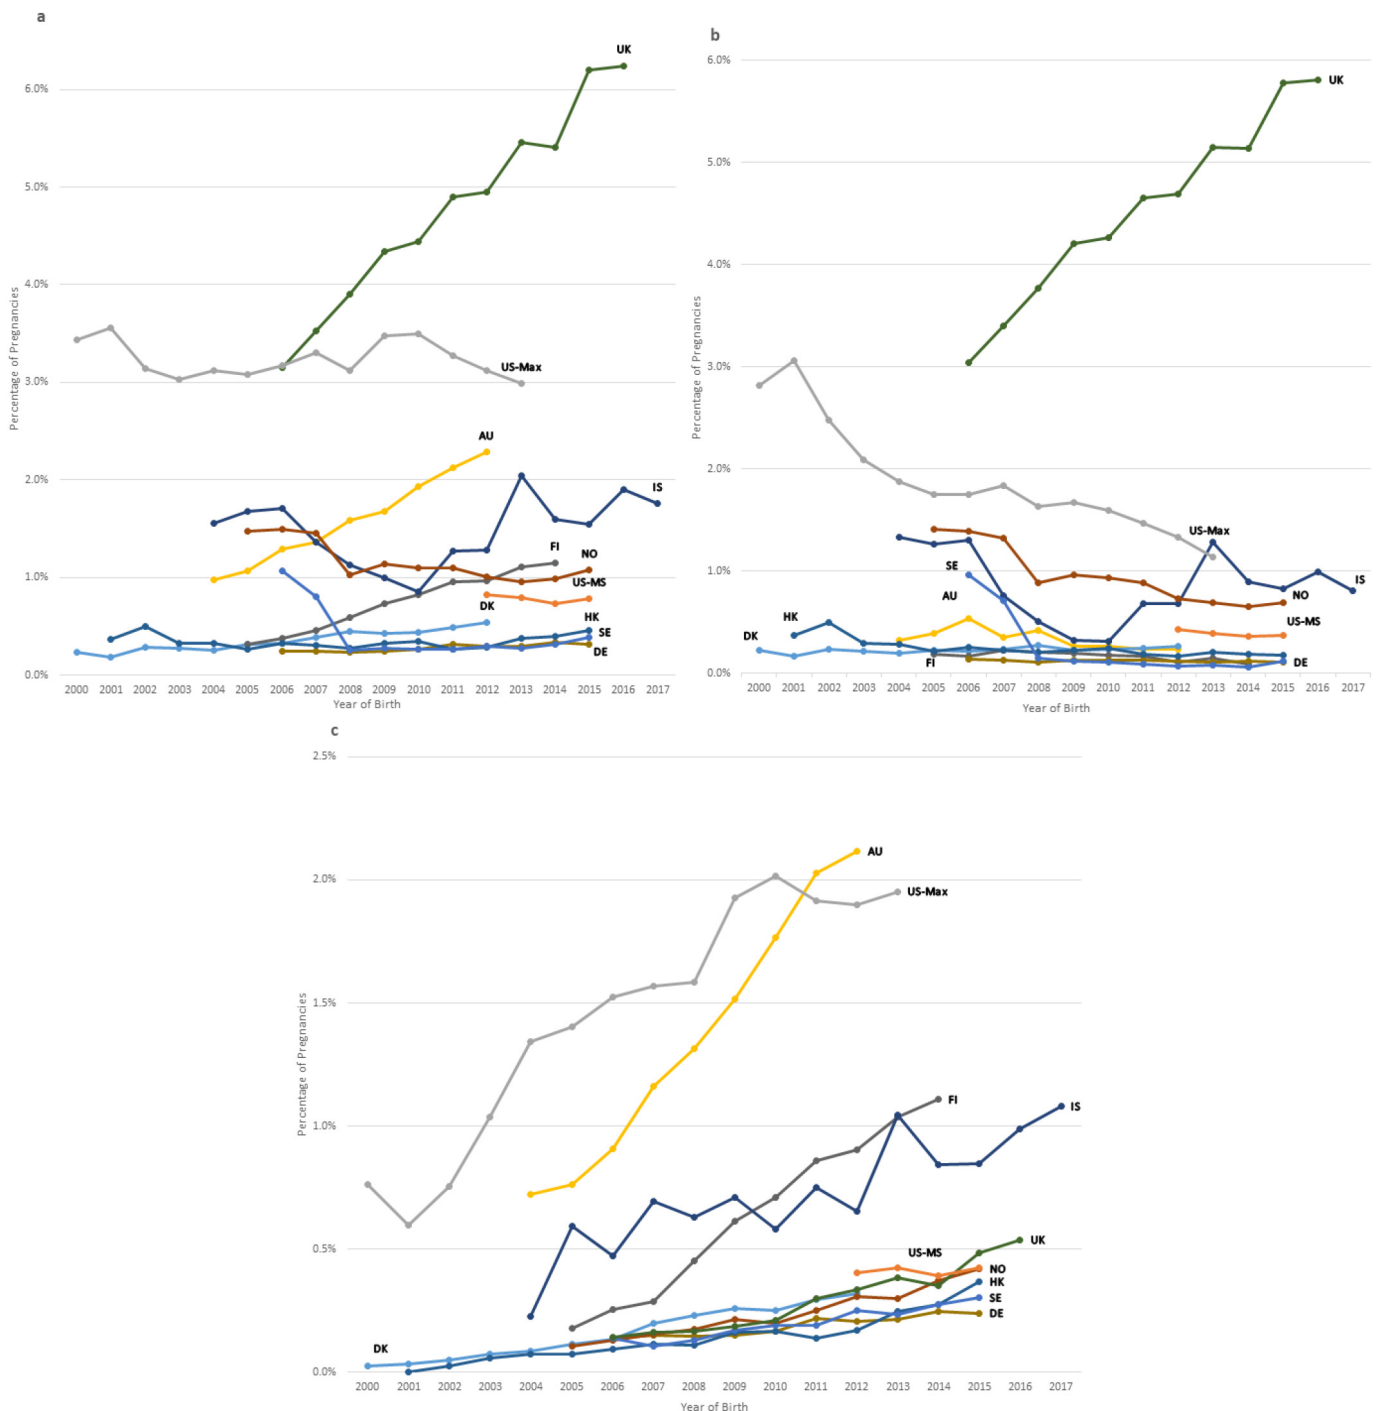 a
UK
6.0%
5.0%
4.0%
Percentage of Pregnancies
US-Max
3.0%
AU
2.0%
IS
FI
NO
1.0%
US-MS
DK
HK
SE
DE
0.0%
2000 2001 2002 2003 2004 2005 2006 2007 2008 2009 2010 2011 2012 2013 2014 2015 2016 2017
Year of Birth
b
6.0%
UK
5.0%
4.0%
Percentage of Pregnancies
3.0%
2.0%
US-Max
SE
1.0%
IS
AU
NO
HK
US-MS
DK
FI
DE
0.0%
2000 2001 2002 2003 2004 2005 2006 2007 2008 2009 2010 2011 2012 2013 2014 2015 2016 2017
Year of Birth
c
2.5%
AU
2.0%
US-Max
1.5%
Percentage of Pregnancies
FI
IS
1.0%
0.5%
UK
US-MS
NO
HK
SE
DE
DK
0.0%
2000 2001 2002 2003 2004 2005 2006 2007 2008 2009 2010 2011 2012 2013 2014 2015 2016 2017
Year of Birth